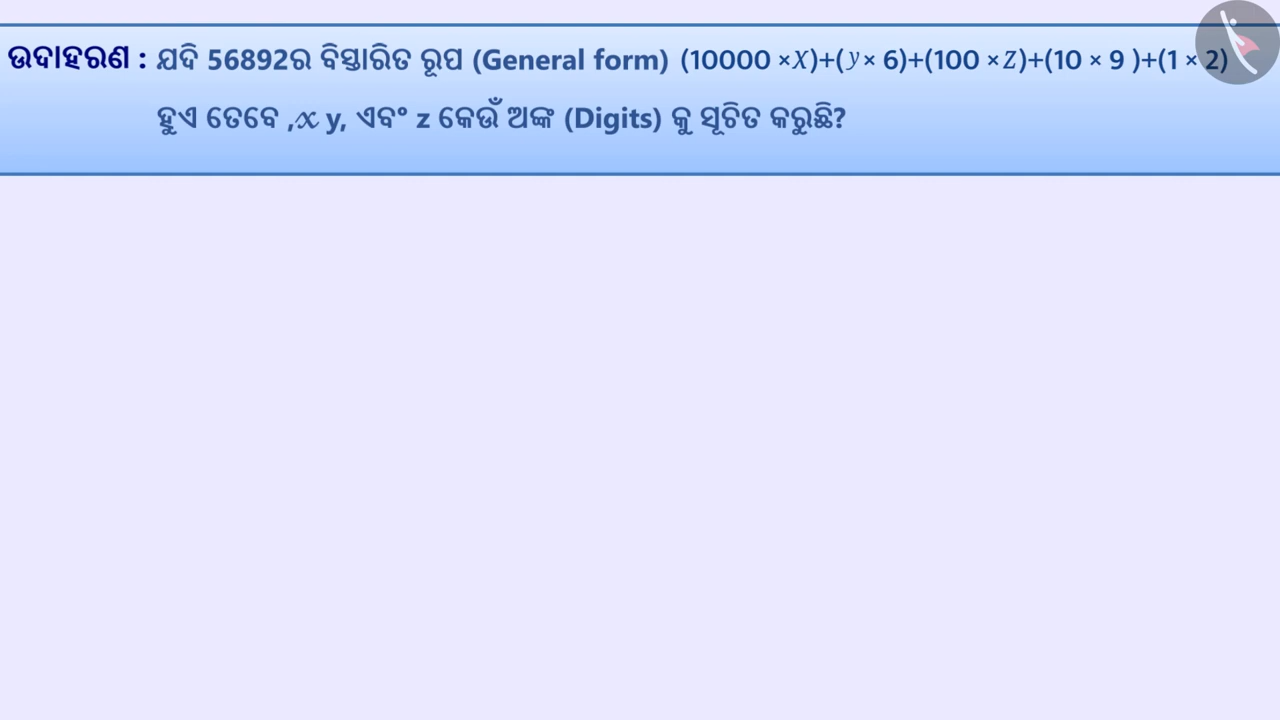 ଉଦାହରଣ : ଯଦି 56892ର ବିସ୍ତାରିତ ରୂପ (General form) (10000 ×X)+( y× 6)+(100 ×Z)+(10 × 9 )+(1 × 2)
ହୁଏ ତେବେ ,x y, ଏବଂ z କେଉଁ ଅଙ୍କ (Digits) କୁ ସୂଚିତ କରୁଛି?